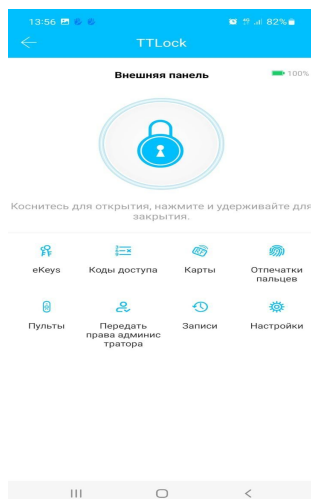 13:56 82%
TTLock
Внешняя панель 100%
Коснитесь для открытия, нажмите и удерживайте для
закрытия.
eKeys Коды доступа Карты Отпечатки
пальцев
Пульты Передать Записи Настройки
права админис
тратора